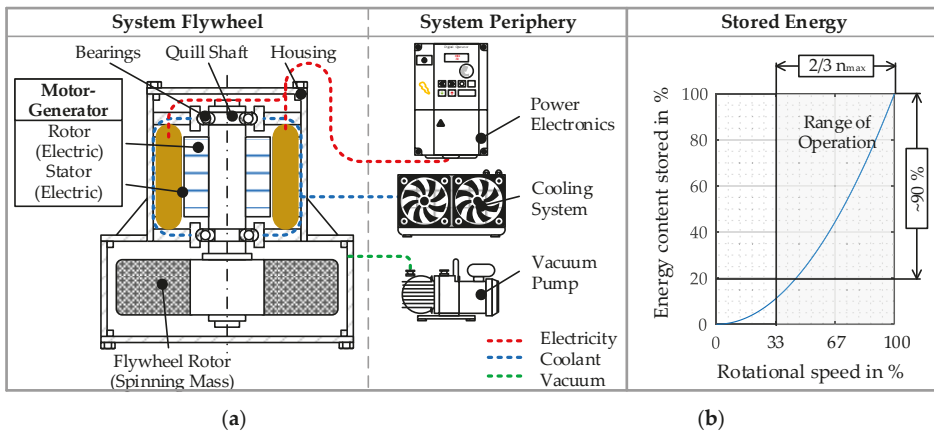 System Flywheel
System Periphery
Stored Energy
Bearings
Quill Shaft
Housing
Motor-
Generator
Rotor
(Electric)
Stator
(Electric)
Flywheel Rotor
(Spinning Mass)
Power
Electronics
Cooling
System
Vacuum
Pump
Electricity
Coolant
Vacuum
2/3 nmax
Range of
Operation
~90 %
Energy content stored in %
100
80
60
40
20
0
0
33
67
100
Rotational speed in %
(a)
(b)